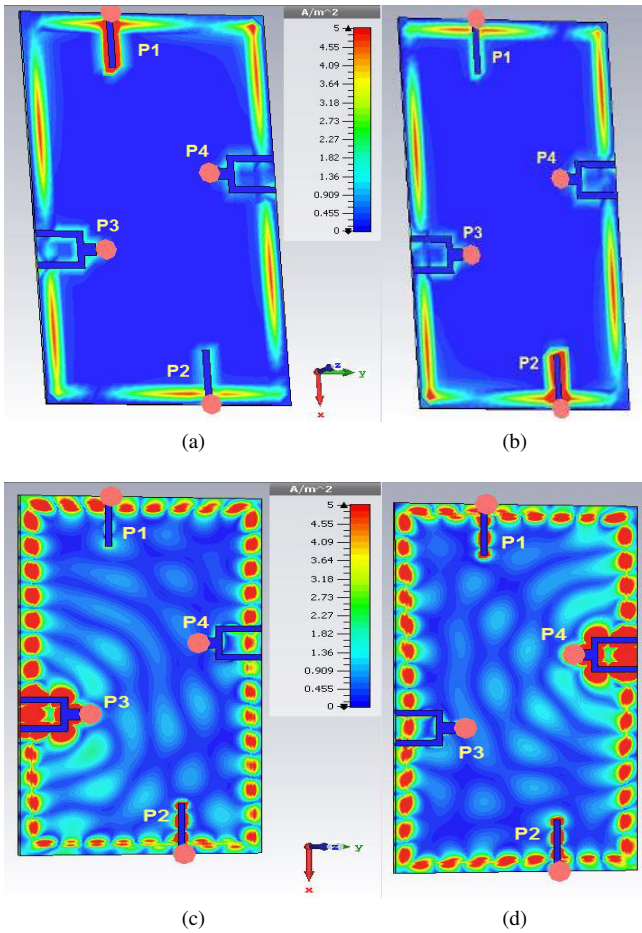 A/m^2
5
4.55
4.09
3.64
3.18
2.73
2.27
1.82
1.36
0.909
0.455
0
P1
P4
P3
P2
z
y
x
P1
P4
P3
P2
(a)
(b)
A/m^2
5
4.55
4.09
3.64
3.18
2.73
2.27
1.82
1.36
0.909
0.455
0
P1
P4
P3
P2
z
y
x
P1
P4
P3
P2
(c)
(d)